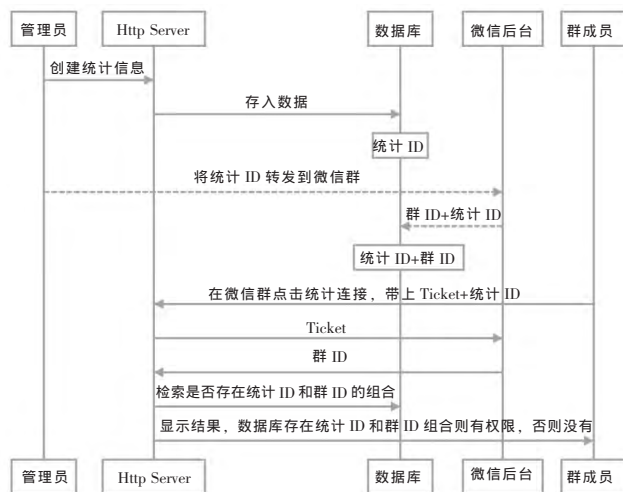 管理员
Http Server
数据库
微信后台
群成员
创建统计信息
存入数据
统计 ID
将统计 ID 转发到微信群
群 ID+统计 ID
统计 ID+群 ID
在微信群点击统计连接，带上 Ticket+统计 ID
Ticket
群 ID
检索是否存在统计 ID 和群 ID 的组合
显示结果，数据库存在统计 ID 和群 ID 组合则有权限，否则没有
管理员
Http Server
数据库
微信后台
群成员